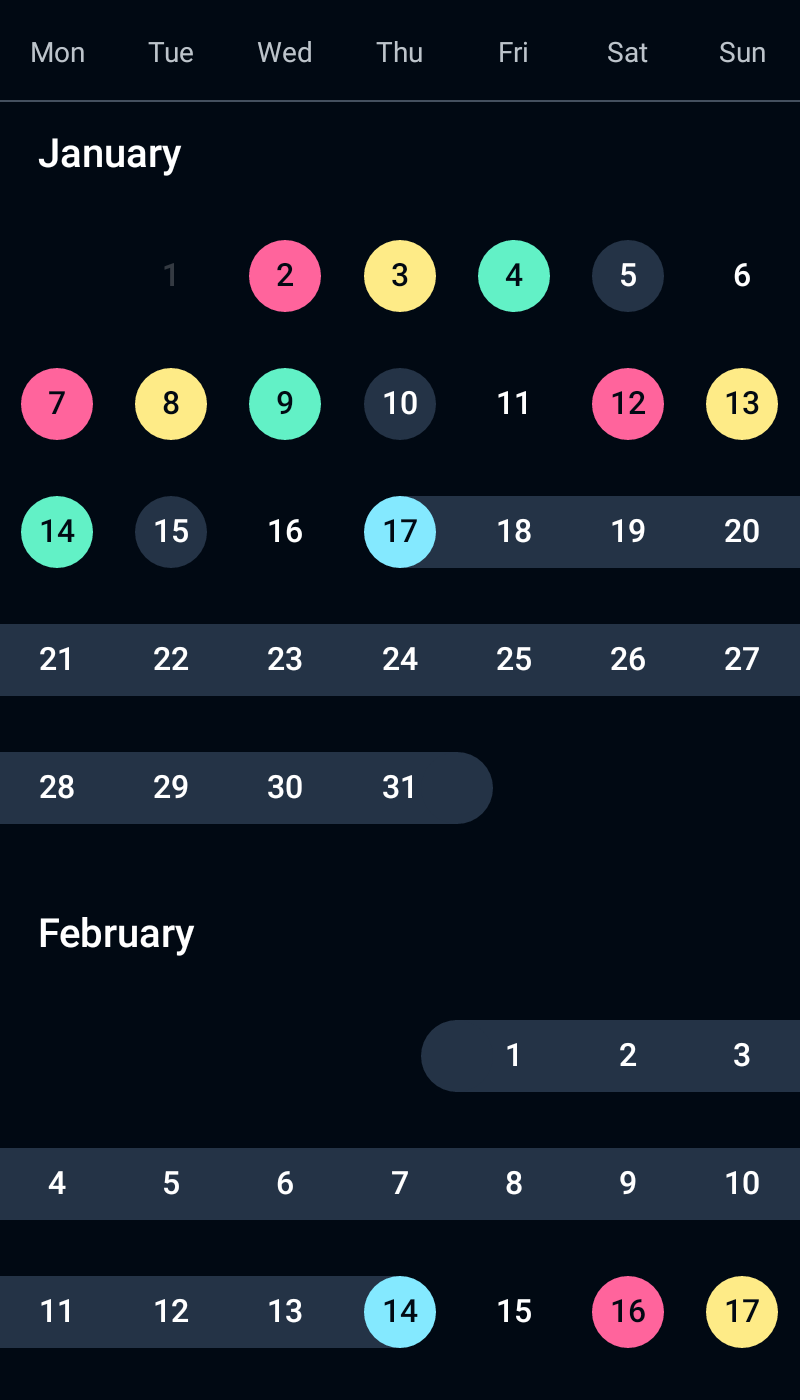 Mon Tue Wed Thu Fri Sat Sun
January
1 2 3 4 5 6
7 8 9 10 11 12 13
14 15 16 17 18 19 20
21 22 23 24 25 26 27
28 29 30 31
February
1 2 3
4 5 6 7 8 9 10
11 12 13 14 15 16 17